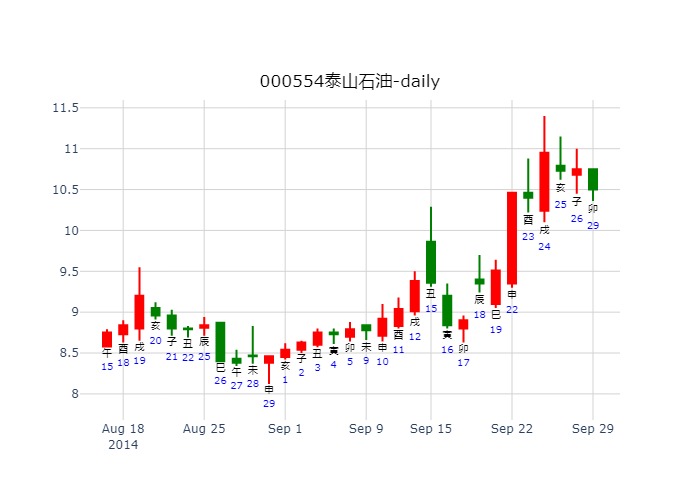 000554泰山石油-daily
11.5
11
10.5
10
9.5
9
8.5
8
午
15
酉
18
戌
19
亥
20
子
21
丑
22
辰
25
巳
26
午
27
未
28
申
29
亥
1
子
2
丑
3
寅
4
卯
5
未
9
申
10
酉
11
戌
12
丑
15
寅
16
卯
17
辰
18
巳
19
申
22
酉
23
戌
24
亥
25
子
26
卯
29
Aug 18
2014
Aug 25
Sep 1
Sep 9
Sep 15
Sep 22
Sep 29